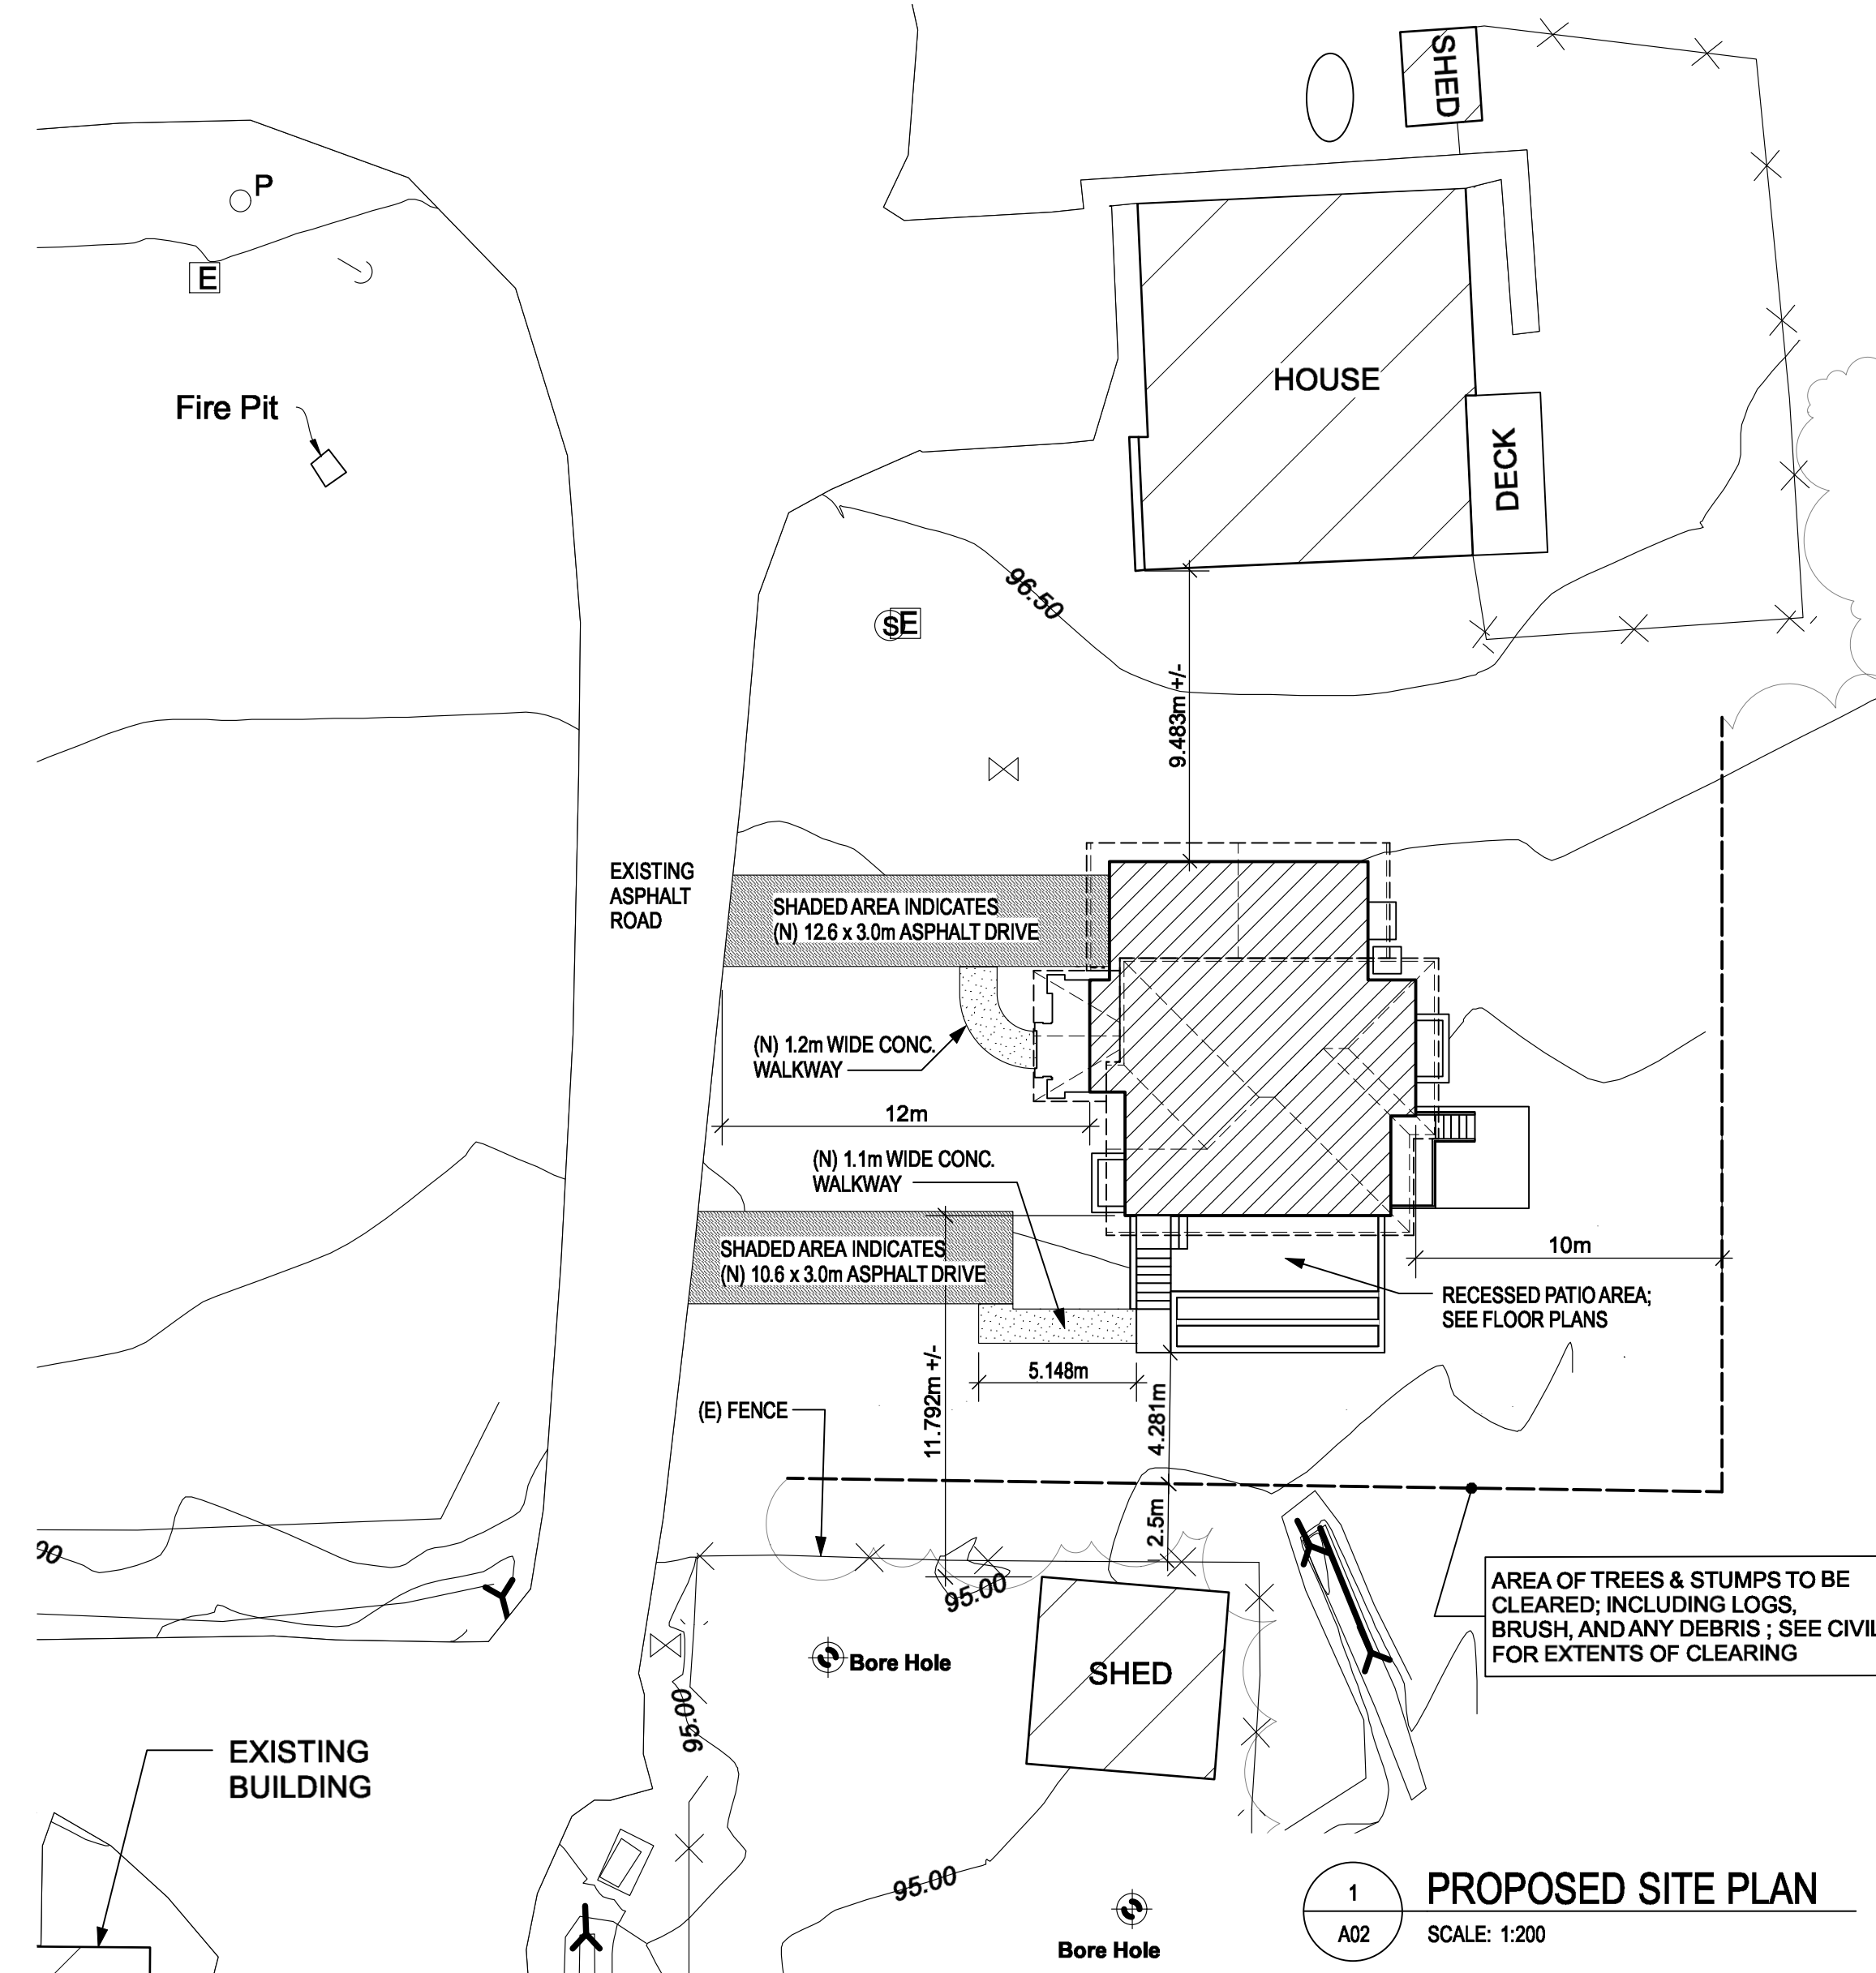 SHED
P
E
HOUSE
Fire Pit
DECK
96.50
SE
9.483m +/-
EXISTING
ASPHALT
ROAD
SHADED AREA INDICATES
(N) 12.6 x 3.0m ASPHALT DRIVE
(N) 1.2m WIDE CONC.
WALKWAY
12m
(N) 1.1m WIDE CONC.
WALKWAY
SHADED AREA INDICATES
(N) 10.6 x 3.0m ASPHALT DRIVE
10m
RECESSED PATIO AREA;
SEE FLOOR PLANS
11.792m +/-
5.148m
4.281m
(E) FENCE
2.5m
90
95.00
AREA OF TREES & STUMPS TO BE
CLEARED; INCLUDING LOGS,
BRUSH, AND ANY DEBRIS ; SEE CIVIL
FOR EXTENTS OF CLEARING
Bore Hole
SHED
95.00
EXISTING
BUILDING
95.00
Bore Hole
1
A02
PROPOSED SITE PLAN
SCALE: 1:200